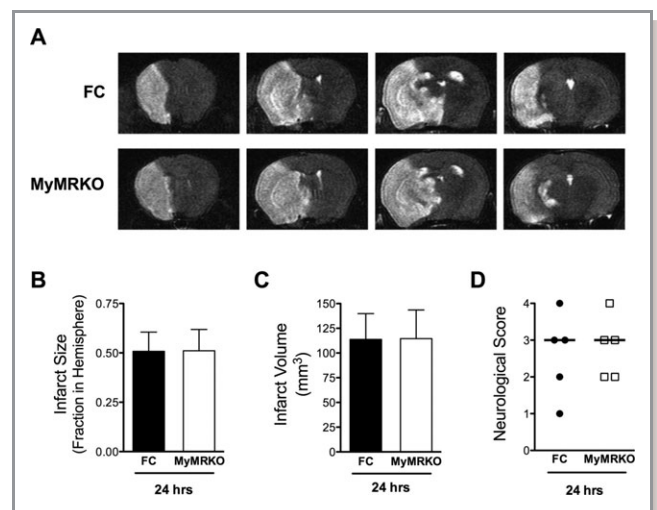 A
FC
MyMRKO
B
Infarct Size
(Fraction in Hemisphere)
0.75
0.50
0.25
0.00
FC MyMRKO
24 hrs
C
Infarct Volume
(mm3)
150
125
100
75
50
25
0
FC MyMRKO
24 hrs
D
Neurological Score
4
3
2
1
0
FC MyMRKO
24 hrs